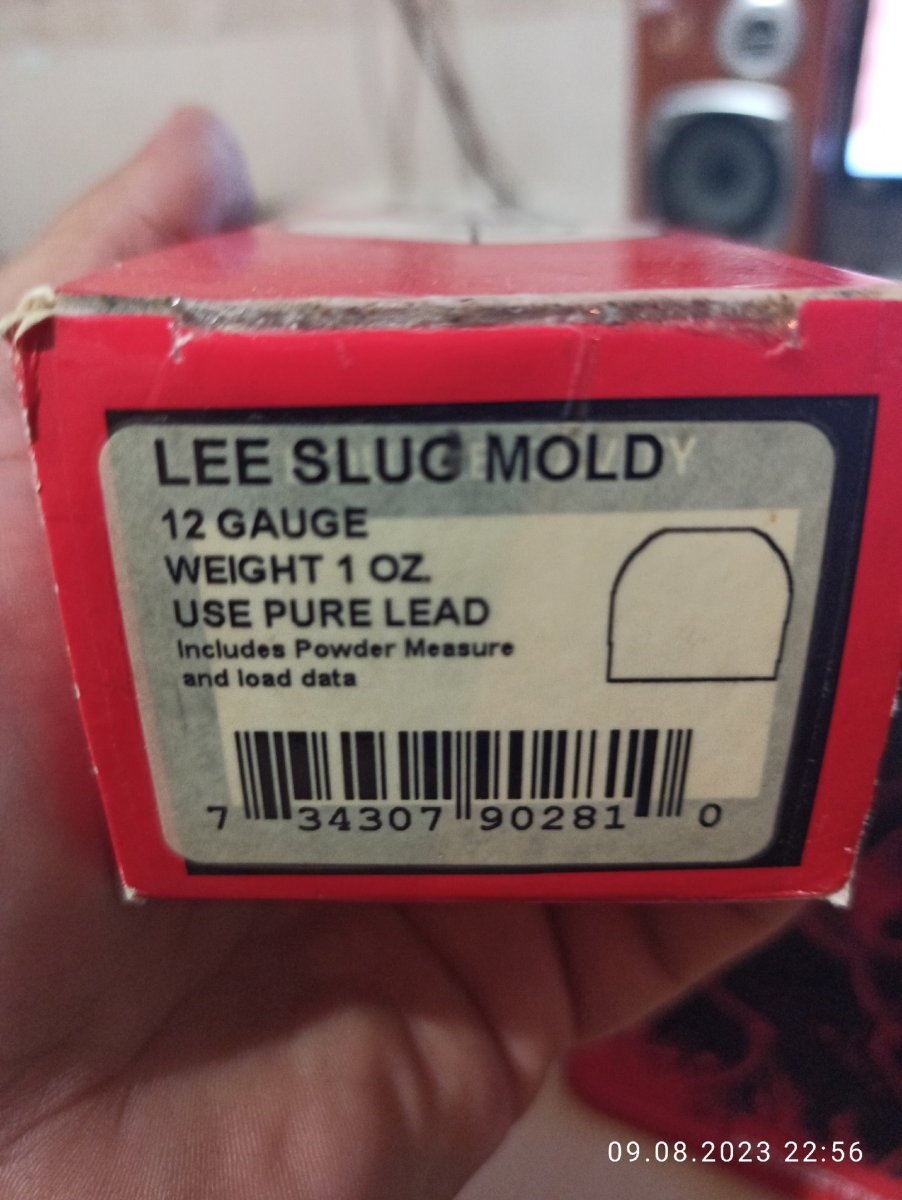 LEE SLUG MOLD
12 GAUGE
WEIGHT 1 OZ.
USE PURE LEAD
Includes Powder Measure
and load data
7 34307 90281 0
09.08.2023 22:56